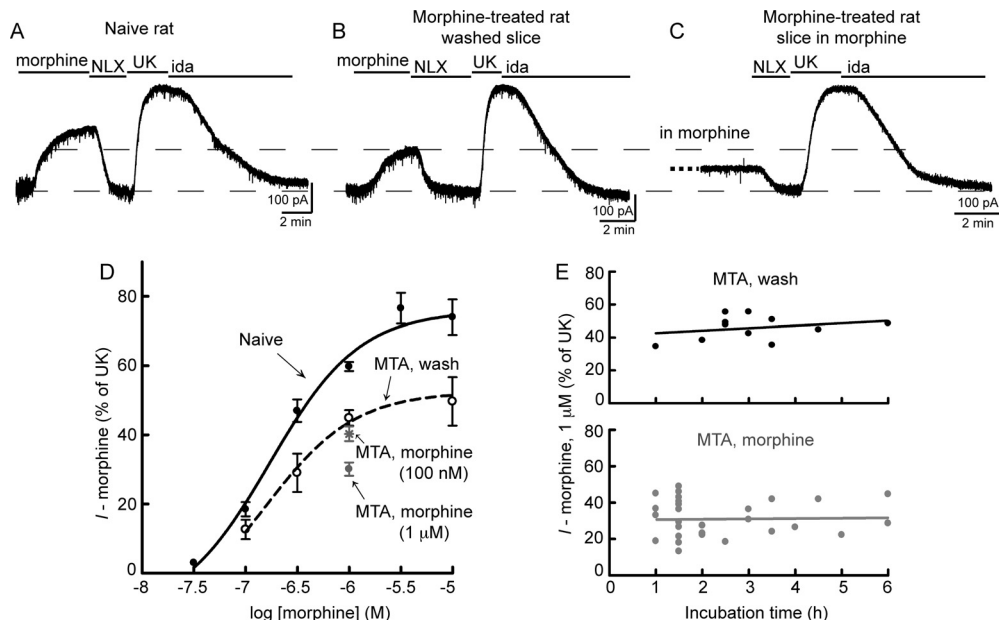 A
Naive rat
morphine
NLX
UK
ida
100 pA
2 min
B
Morphine-treated rat
washed slice
morphine
NLX
UK
ida
100 pA
2 min
C
Morphine-treated rat
slice in morphine
NLX
UK
ida
in morphine
100 pA
2 min
D
I - morphine (% of UK)
80
60
40
20
0
Naive
MTA, wash
MTA, morphine
(100 nM)
MTA, morphine
(1 µM)
-8 -7.5 -7 -6.5 -6 -5.5 -5
log [morphine] (M)
E
I - morphine, 1 µM (% of UK)
MTA, wash
80
60
40
20
0
MTA, morphine
80
60
40
20
0
0 1 2 3 4 5 6
Incubation time (h)